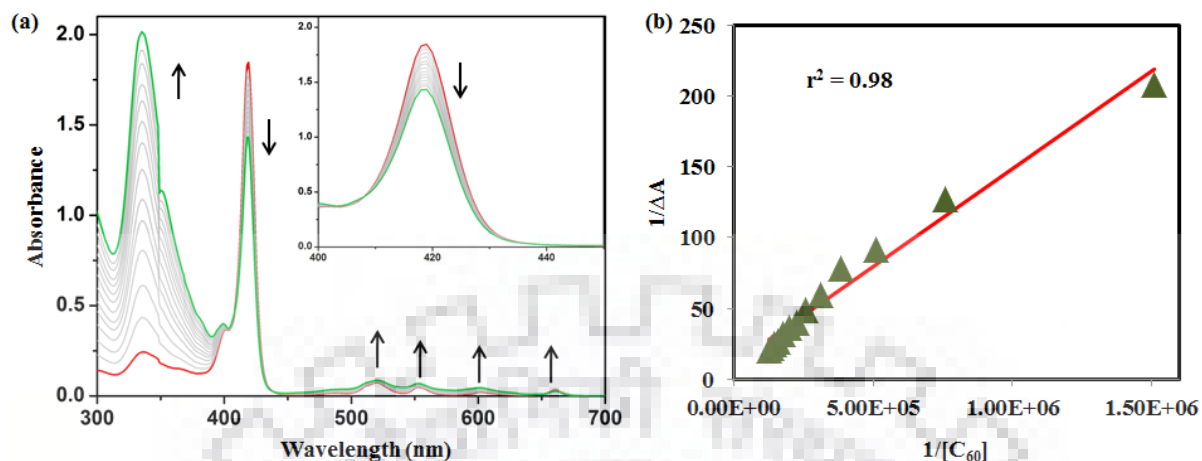 (a)
2.0
1.5
1.0
0.5
0.0
Absorbance
300 400 500 600 700
Wavelength (nm)
2.0
1.5
1.0
0.5
0.0
400 420 440
(b)
250
200
150
100
50
0
1/ΔA
r² = 0.98
0.00E+00 5.00E+05 1.00E+06 1.50E+06
1/[C₆₀]